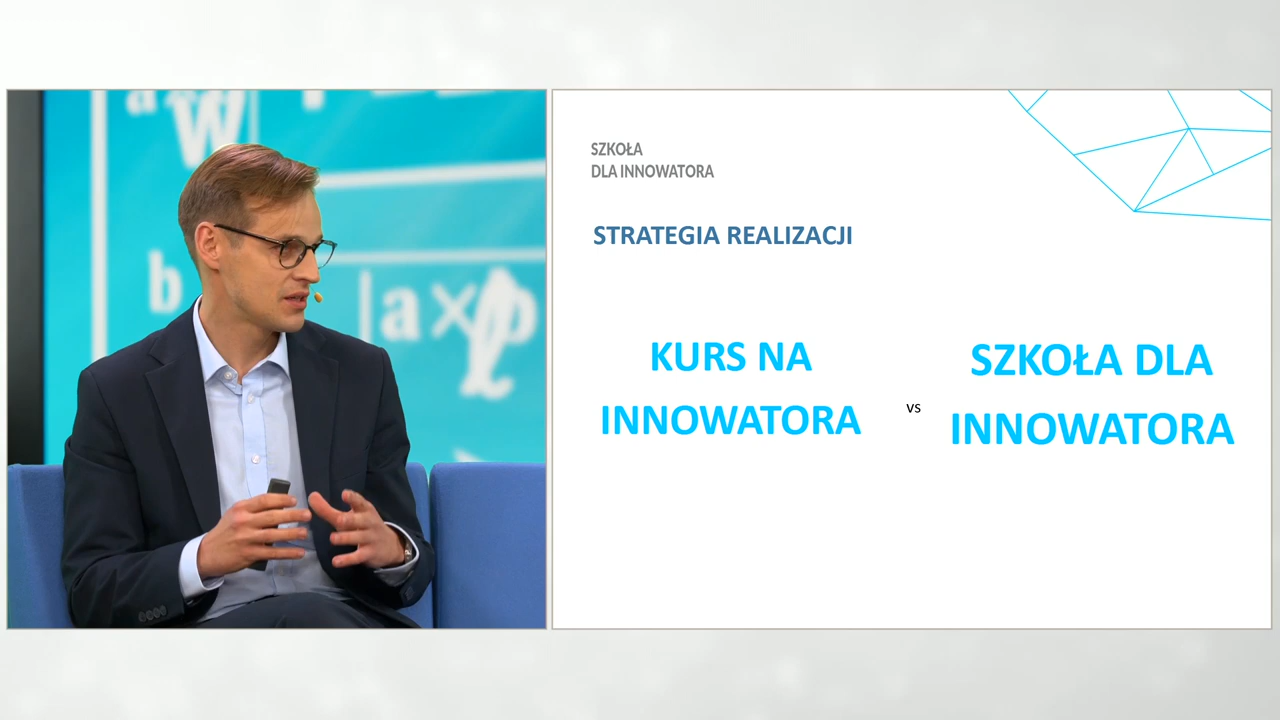 a
W
b
|a×p
SZKOŁA
DLA INNOWATORA
STRATEGIA REALIZACJI
KURS NA
INNOWATORA
vs
SZKOŁA DLA
INNOWATORA